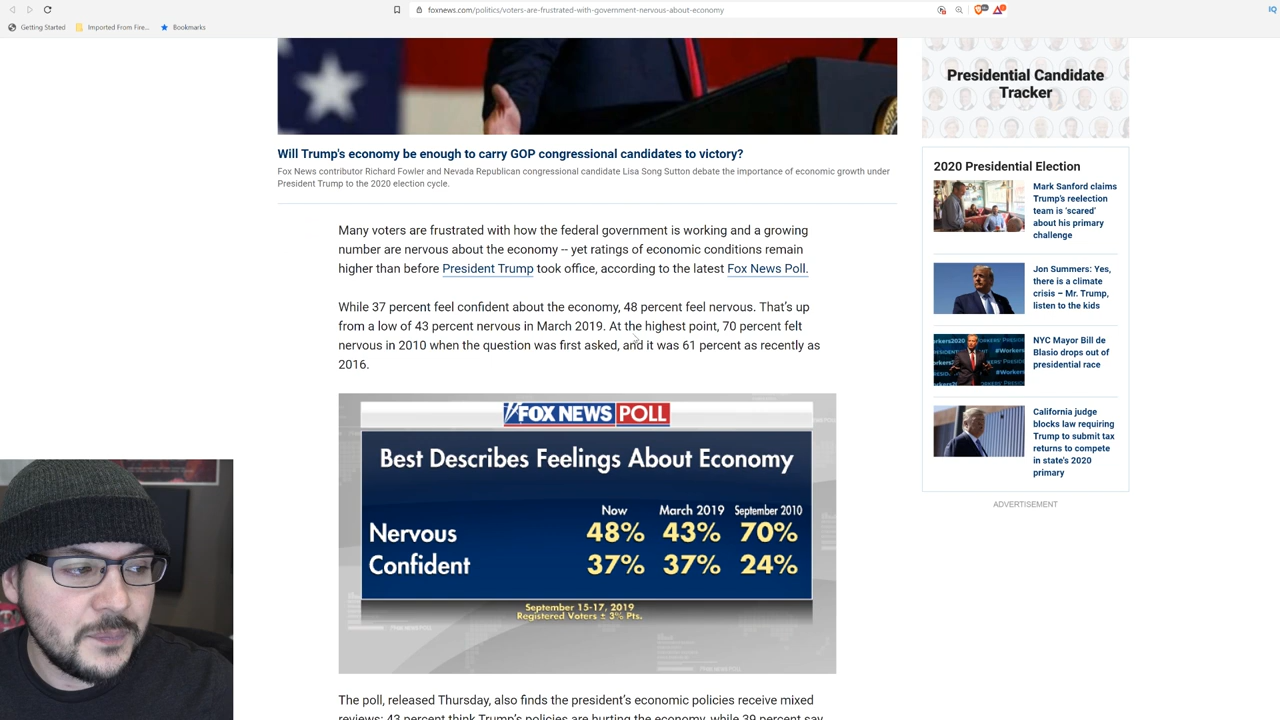 foxnews.com/politics/voters-are-frustrated-with-government-nervous-about-economy
IQ
Getting Started
Imported From Fire...
Bookmarks
Presidential Candidate
Tracker
Will Trump's economy be enough to carry GOP congressional candidates to victory?
Fox News contributor Richard Fowler and Nevada Republican congressional candidate Lisa Song Sutton debate the importance of economic growth under
President Trump to the 2020 election cycle.
Many voters are frustrated with how the federal government is working and a growing
number are nervous about the economy -- yet ratings of economic conditions remain
higher than before President Trump took office, according to the latest Fox News Poll.
While 37 percent feel confident about the economy, 48 percent feel nervous. That's up
from a low of 43 percent nervous in March 2019. At the highest point, 70 percent felt
nervous in 2010 when the question was first asked, and it was 61 percent as recently as
2016.
FOX NEWS POLL
Best Describes Feelings About Economy
Now March 2019 September 2010
Nervous 48% 43% 70%
Confident 37% 37% 24%
September 15-17, 2019
Registered Voters ± 3% Pts.
The poll, released Thursday, also finds the president's economic policies receive mixed
reviews: 43 percent think Trump's policies are hurting the economy, while 39 percent say
2020 Presidential Election
Mark Sanford claims
Trump's reelection
team is 'scared'
about his primary
challenge
Jon Summers: Yes,
there is a climate
crisis – Mr. Trump,
listen to the kids
NYC Mayor Bill de
Blasio drops out of
presidential race
California judge
blocks law requiring
Trump to submit tax
returns to compete
in state's 2020
primary
ADVERTISEMENT